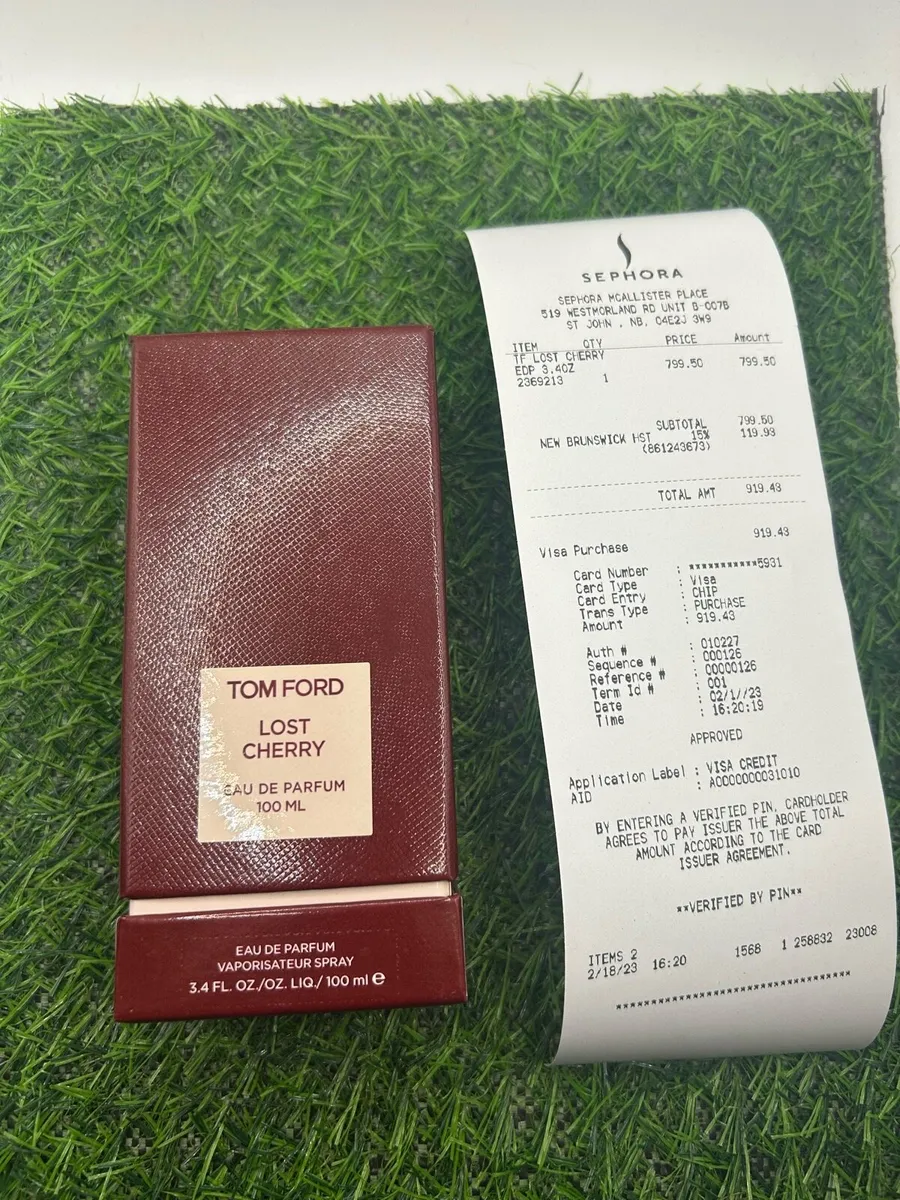 TOM FORD
LOST
CHERRY
EAU DE PARFUM
100 ML
EAU DE PARFUM
VAPORISATEUR SPRAY
3.4 FL. OZ./OZ. LIQ./ 100 ml ℮
SEPHORA
SEPHORA MCALLISTER PLACE
519 WESTMORLAND RD UNIT B-007B
ST JOHN , NB, 04E2J 3W9
ITEM QTY PRICE Amount
TF LOST CHERRY
EDP 3.4OZ 799.50 799.50
2369213 1
SUBTOTAL 799.50
NEW BRUNSWICK HST 15% 119.93
(861243673)
TOTAL AMT 919.43
919.43
Visa Purchase
Card Number : ***********5931
Card Type : Visa
Card Entry : CHIP
Trans Type : PURCHASE
Amount : 919.43
Auth # : 010227
Sequence # : 000126
Reference # : 00000126
Term Id # : 001
Date : 02/1//23
Time : 16:20:19
APPROVED
Application Label : VISA CREDIT
AID : A0000000031010
BY ENTERING A VERIFIED PIN, CARDHOLDER
AGREES TO PAY ISSUER THE ABOVE TOTAL
AMOUNT ACCORDING TO THE CARD
ISSUER AGREEMENT.
**VERIFIED BY PIN**
ITEMS 2 1568 1 258832 23008
2/18/23 16:20
*********************************